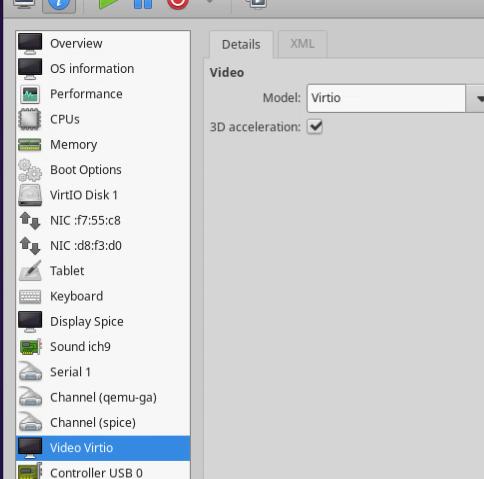 Overview
OS information
Performance
CPUs
Memory
Boot Options
VirtIO Disk 1
NIC :f7:55:c8
NIC :d8:f3:d0
Tablet
Keyboard
Display Spice
Sound ich9
Serial 1
Channel (qemu-ga)
Channel (spice)
Video Virtio
Controller USB 0
Details
XML
Video
Model: Virtio
3D acceleration: